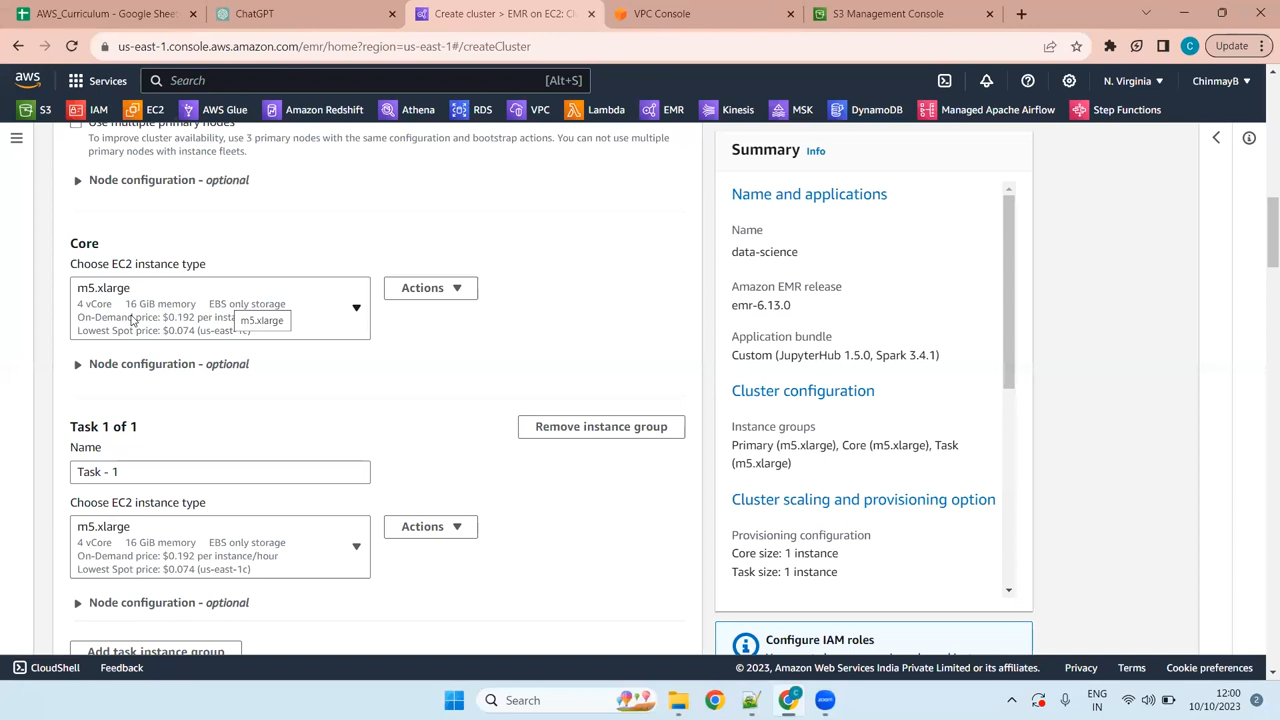 AWS_Curriculum - Google Sheet
ChatGPT
Create cluster > EMR on EC2: Cl
VPC Console
S3 Management Console
us-east-1.console.aws.amazon.com/emr/home?region=us-east-1#/createCluster
C
Update
aws
Services
Search
[Alt+S]
N. Virginia
ChinmayB
S3
IAM
EC2
AWS Glue
Amazon Redshift
Athena
RDS
VPC
Lambda
EMR
Kinesis
MSK
DynamoDB
Managed Apache Airflow
Step Functions
Use multiple primary nodes
To improve cluster availability, use 3 primary nodes with the same configuration and bootstrap actions. You can not use multiple
primary nodes with instance fleets.
Node configuration - optional
Core
Choose EC2 instance type
m5.xlarge
4 vCore 16 GiB memory EBS only storage
On-Demand price: $0.192 per insta
Lowest Spot price: $0.074 (us-east-1c)
m5.xlarge
Actions
Node configuration - optional
Task 1 of 1
Remove instance group
Name
Task - 1
Choose EC2 instance type
m5.xlarge
4 vCore 16 GiB memory EBS only storage
On-Demand price: $0.192 per instance/hour
Lowest Spot price: $0.074 (us-east-1c)
Actions
Node configuration - optional
Add task instance group
Summary Info
Name and applications
Name
data-science
Amazon EMR release
emr-6.13.0
Application bundle
Custom (JupyterHub 1.5.0, Spark 3.4.1)
Cluster configuration
Instance groups
Primary (m5.xlarge), Core (m5.xlarge), Task
(m5.xlarge)
Cluster scaling and provisioning option
Provisioning configuration
Core size: 1 instance
Task size: 1 instance
Configure IAM roles
CloudShell
Feedback
© 2023, Amazon Web Services India Private Limited or its affiliates.
Privacy
Terms
Cookie preferences
Search
ENG
IN
12:00
10/10/2023
2